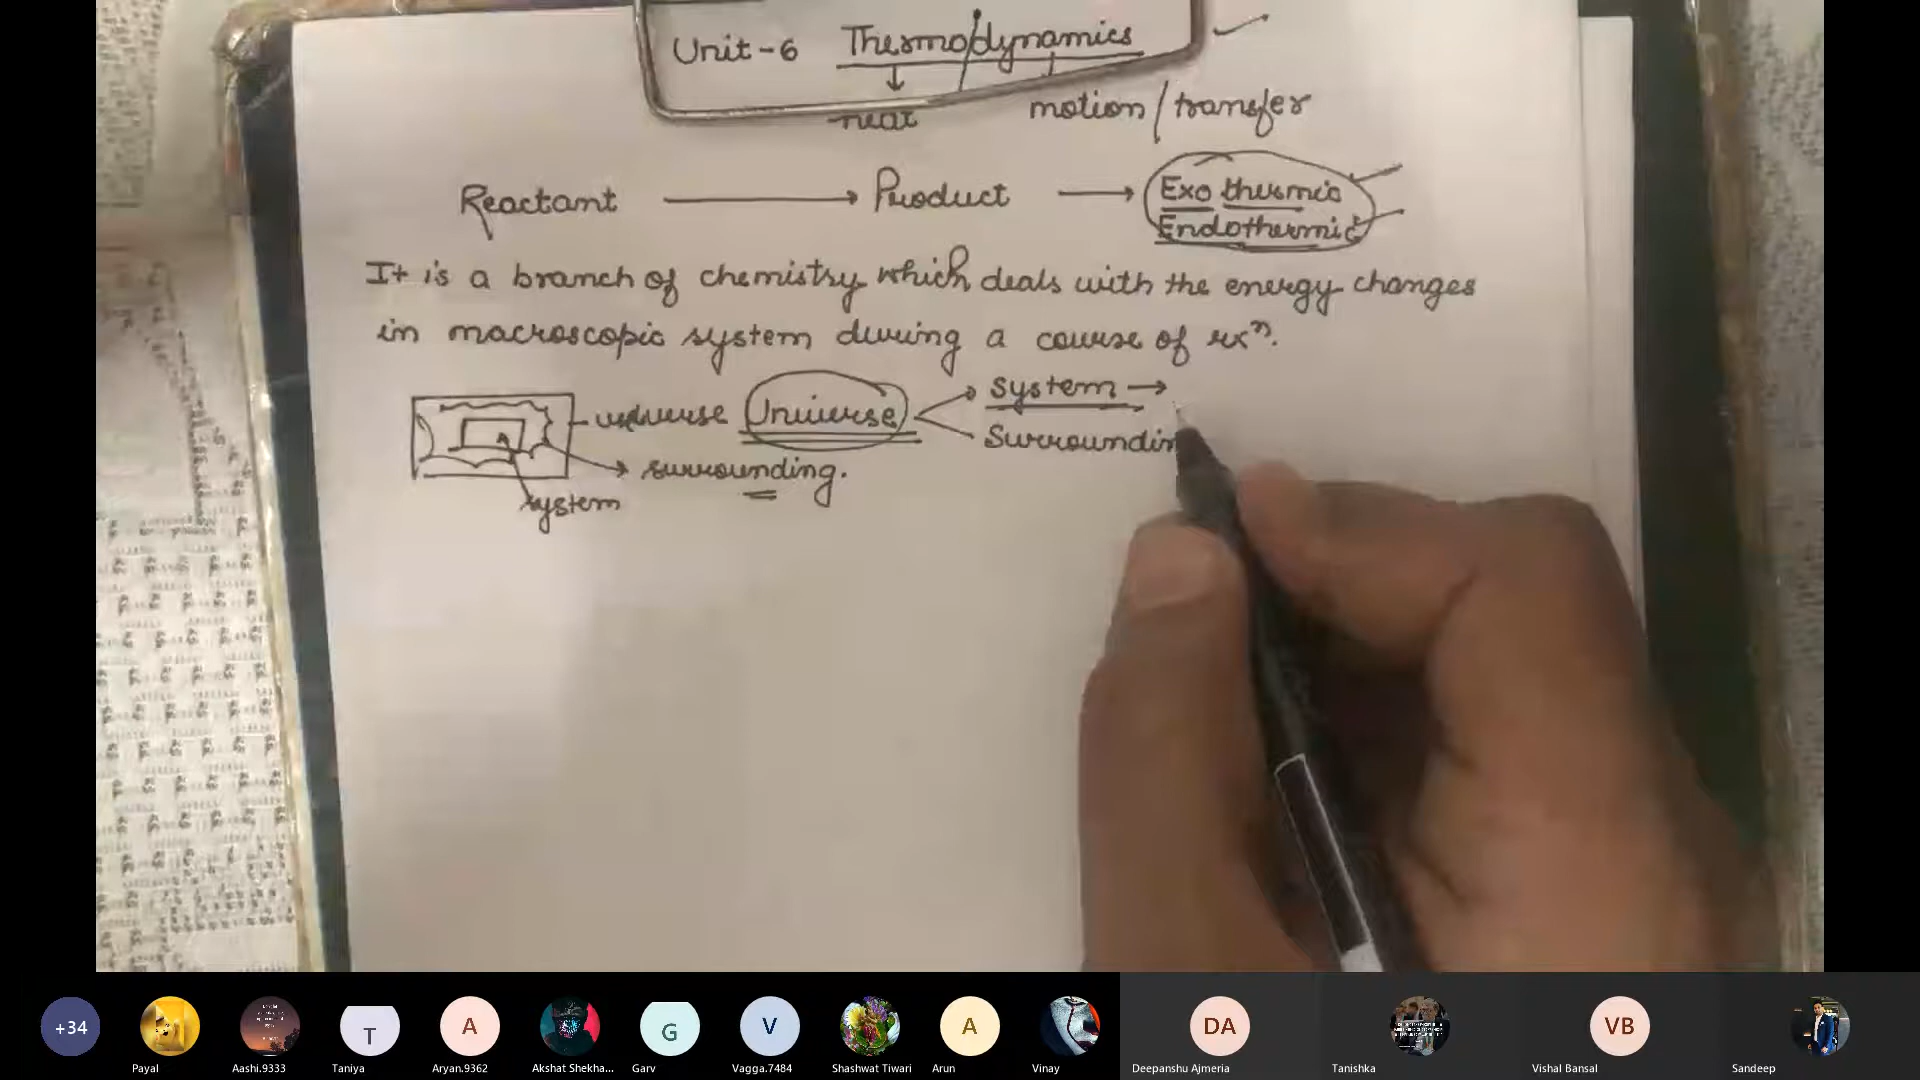 Unit-6 Thermo/dynamics
heat motion/transfer
Reactant Product Exothermic
Endothermic
It is a branch of chemistry which deals with the energy changes
in macroscopic system during a course of rxⁿ.
universe Universe System
Surroundin
surrounding.
system
+34
T
A
G
V
A
DA
VB
Payal
Aashi.9333
Taniya
Aryan.9362
Akshat Shekha...
Garv
Vagga.7484
Shashwat Tiwari
Arun
Vinay
Deepanshu Ajmeria
Tanishka
Vishal Bansal
Sandeep